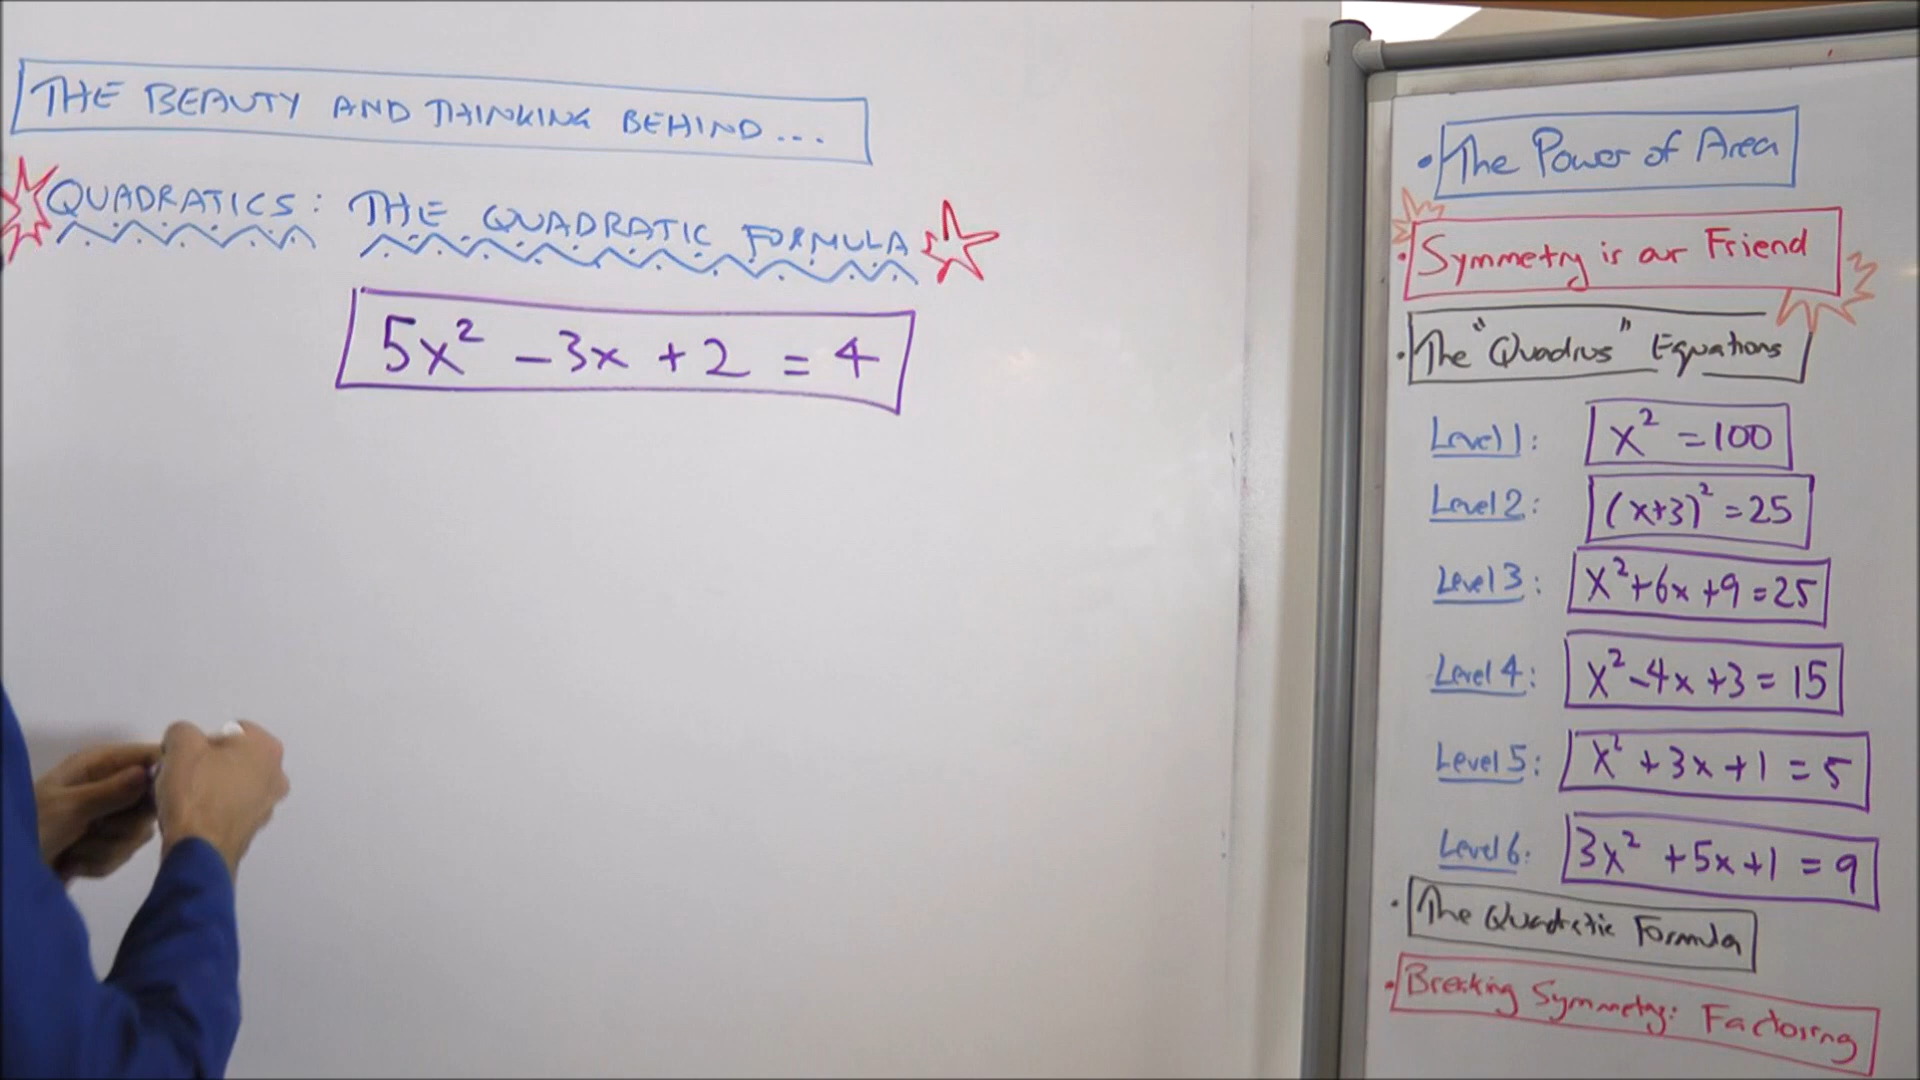 THE BEAUTY AND THINKING BEHIND...
QUADRATICS: THE QUADRATIC FORMULA
5x² - 3x + 2 = 4
• The Power of Area
• Symmetry is our Friend
• The "Quadrus" Equations
Level 1: x² = 100
Level 2: (x+3)² = 25
Level 3: x² + 6x + 9 = 25
Level 4: x² - 4x + 3 = 15
Level 5: x² + 3x + 1 = 5
Level 6: 3x² + 5x + 1 = 9
• The Quadratic Formula
• Breaking Symmetry: Factoring